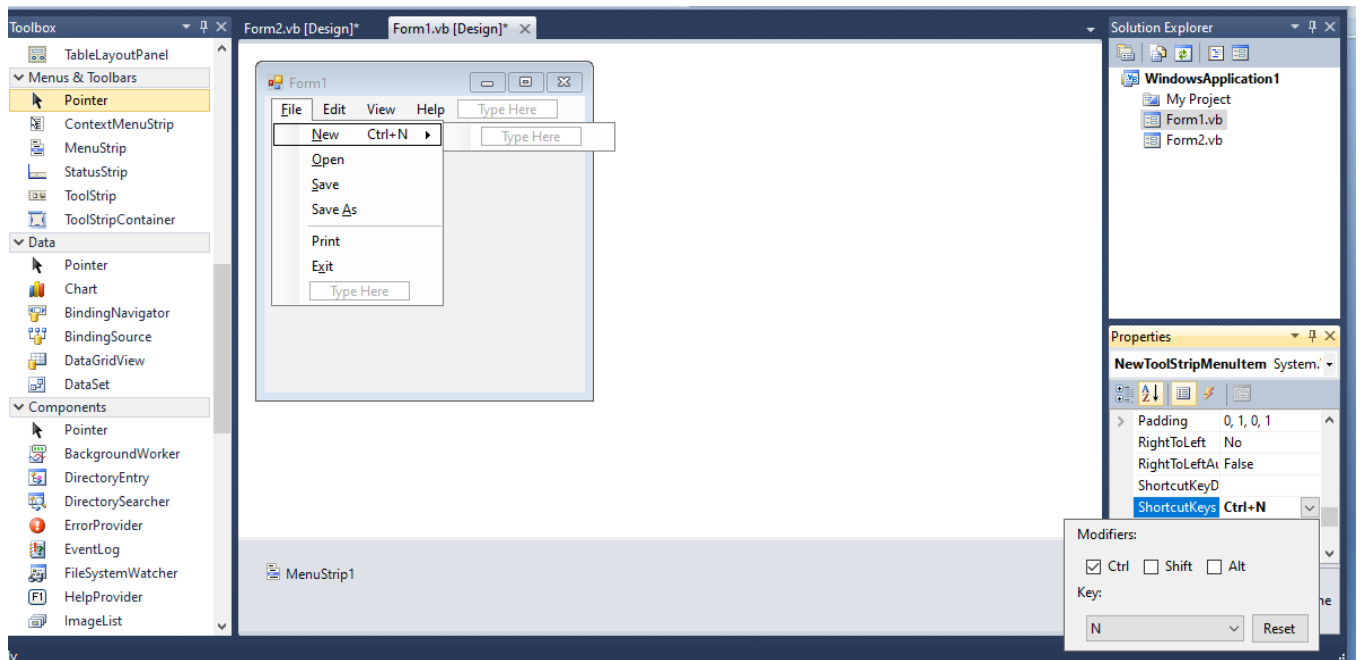 Toolbox
TableLayoutPanel
Menus & Toolbars
Pointer
ContextMenuStrip
MenuStrip
StatusStrip
ToolStrip
ToolStripContainer
Data
Pointer
Chart
BindingNavigator
BindingSource
DataGridView
DataSet
Components
Pointer
BackgroundWorker
DirectoryEntry
DirectorySearcher
ErrorProvider
EventLog
FileSystemWatcher
HelpProvider
ImageList
Form2.vb [Design]* Form1.vb [Design]*
Form1
File Edit View Help Type Here
New Ctrl+N Type Here
Open
Save
Save As
Print
Exit
Type Here
MenuStrip1
Solution Explorer
WindowsApplication1
My Project
Form1.vb
Form2.vb
Properties
NewToolStripMenuItem System.
Padding 0, 1, 0, 1
RightToLeft No
RightToLeftAu False
ShortcutKeyD
ShortcutKeys Ctrl+N
Modifiers:
Ctrl Shift Alt
Key:
N Reset